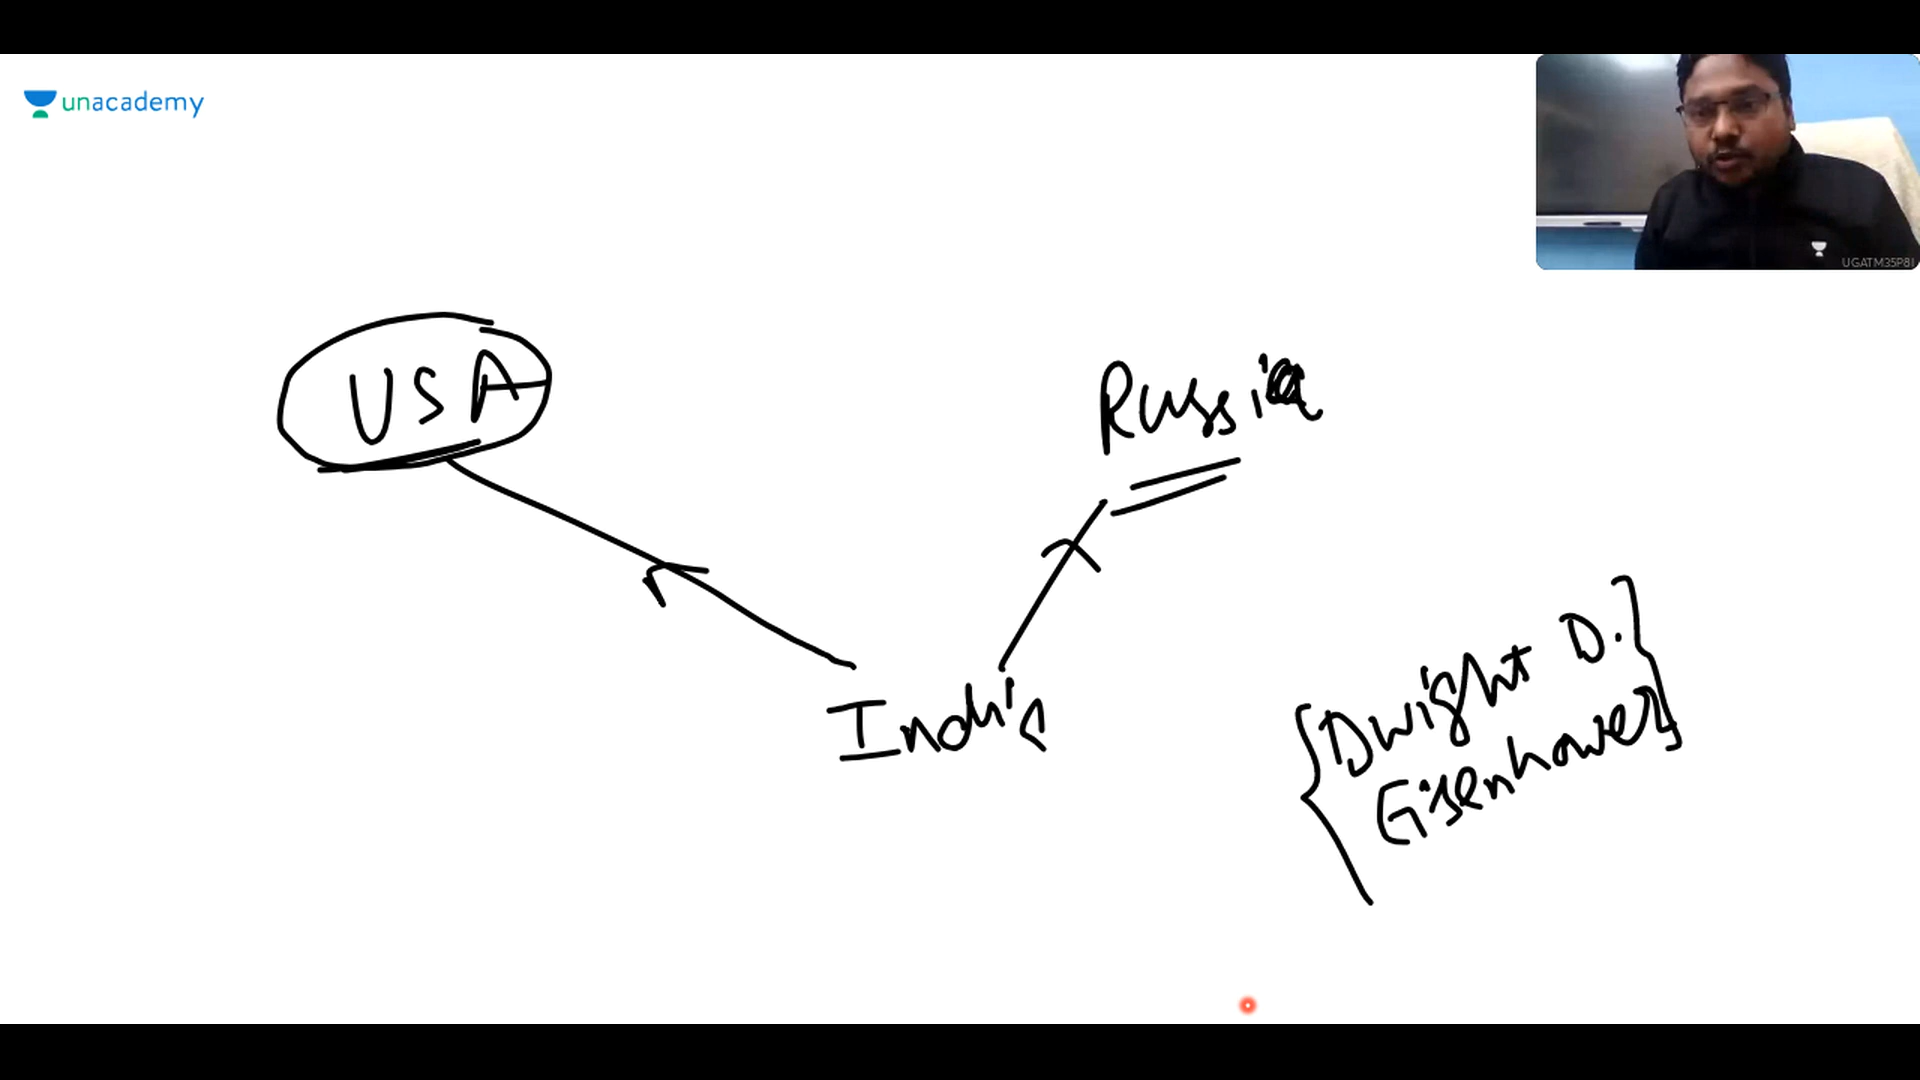 unacademy
UGATM35P8I
USA
Russia
India
{Dwight D.}
Eisenhower}